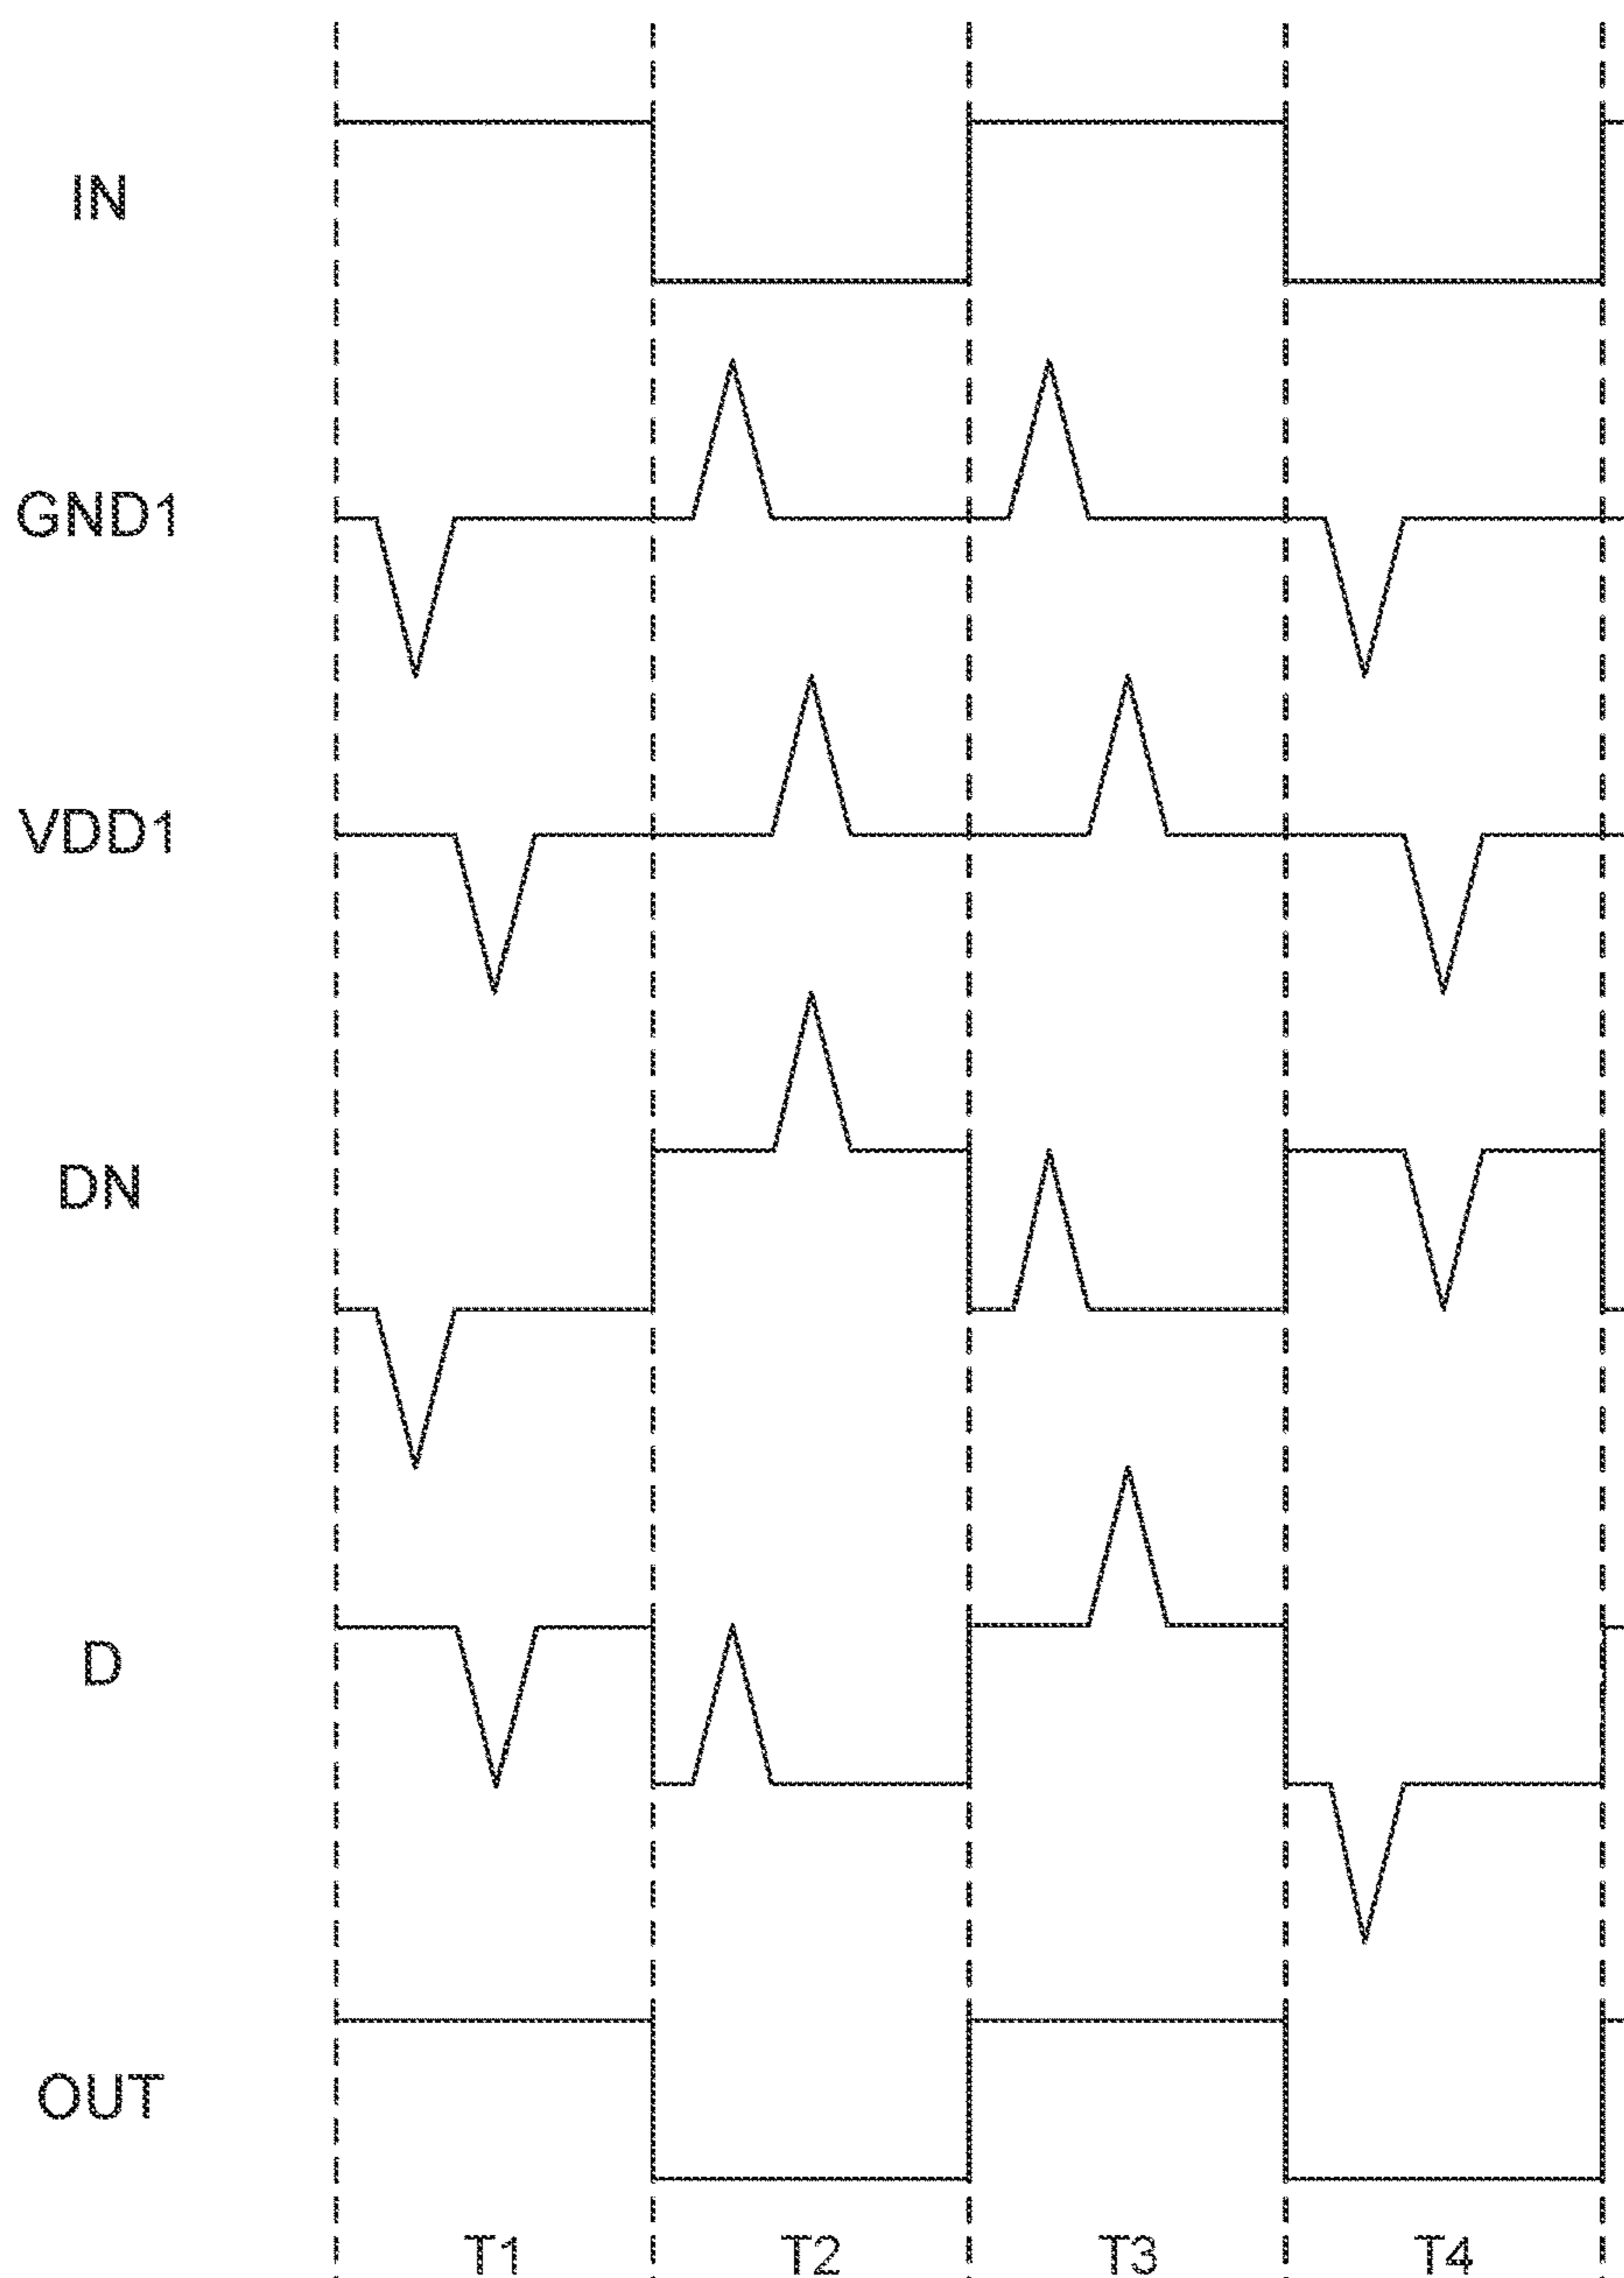 IN
GND1
VDD1
DN
D
OUT
T1 T2 T3 T4